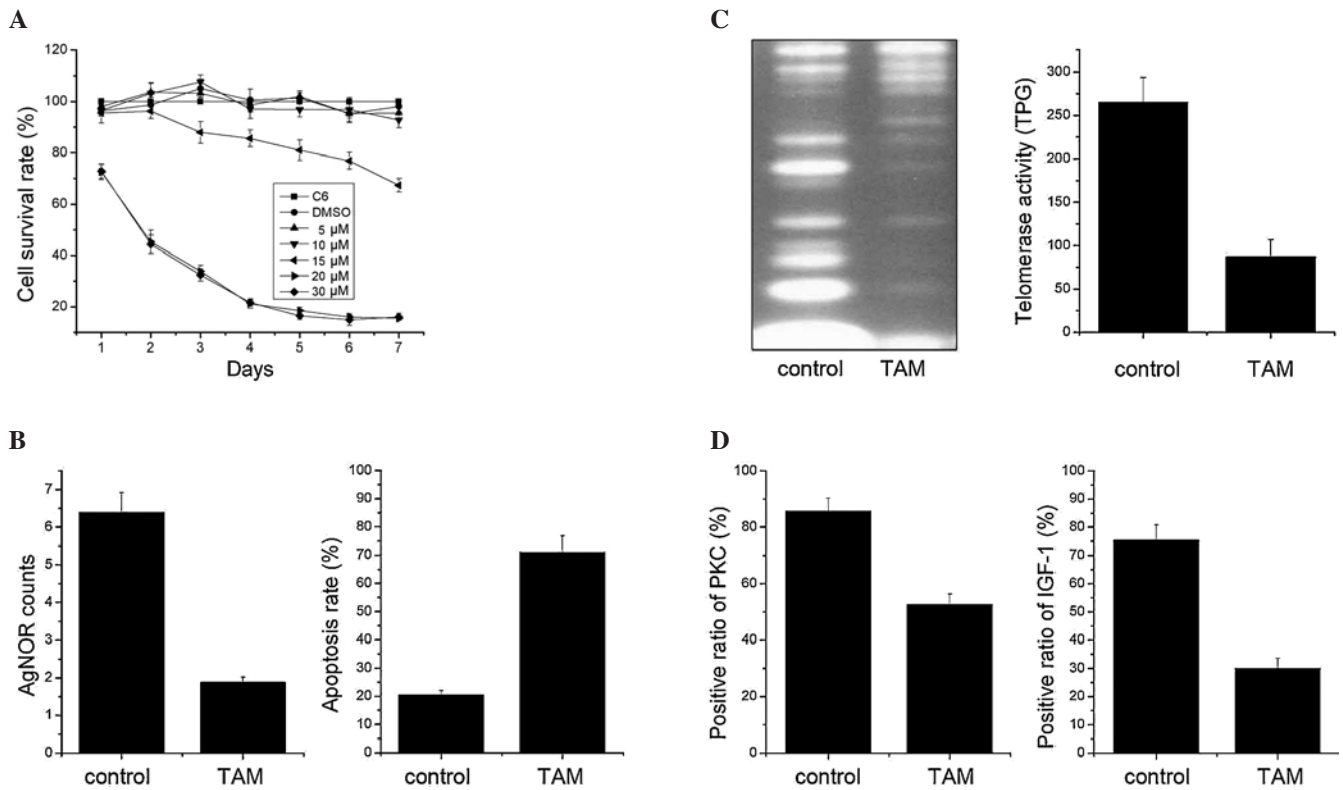 A
Cell survival rate (%)
120
100
80
60
40
20
C6
DMSO
5 µM
10 µM
15 µM
20 µM
30 µM
1 2 3 4 5 6 7
Days
C
control TAM
Telomerase activity (TPG)
300
250
200
150
100
50
0
control TAM
B
AgNOR counts
7
6
5
4
3
2
1
0
control TAM
Apoptosis rate (%)
100
90
80
70
60
50
40
30
20
10
0
control TAM
D
Positive ratio of PKC (%)
100
80
60
40
20
0
control TAM
Positive ratio of IGF-1 (%)
100
90
80
70
60
50
40
30
20
10
0
control TAM